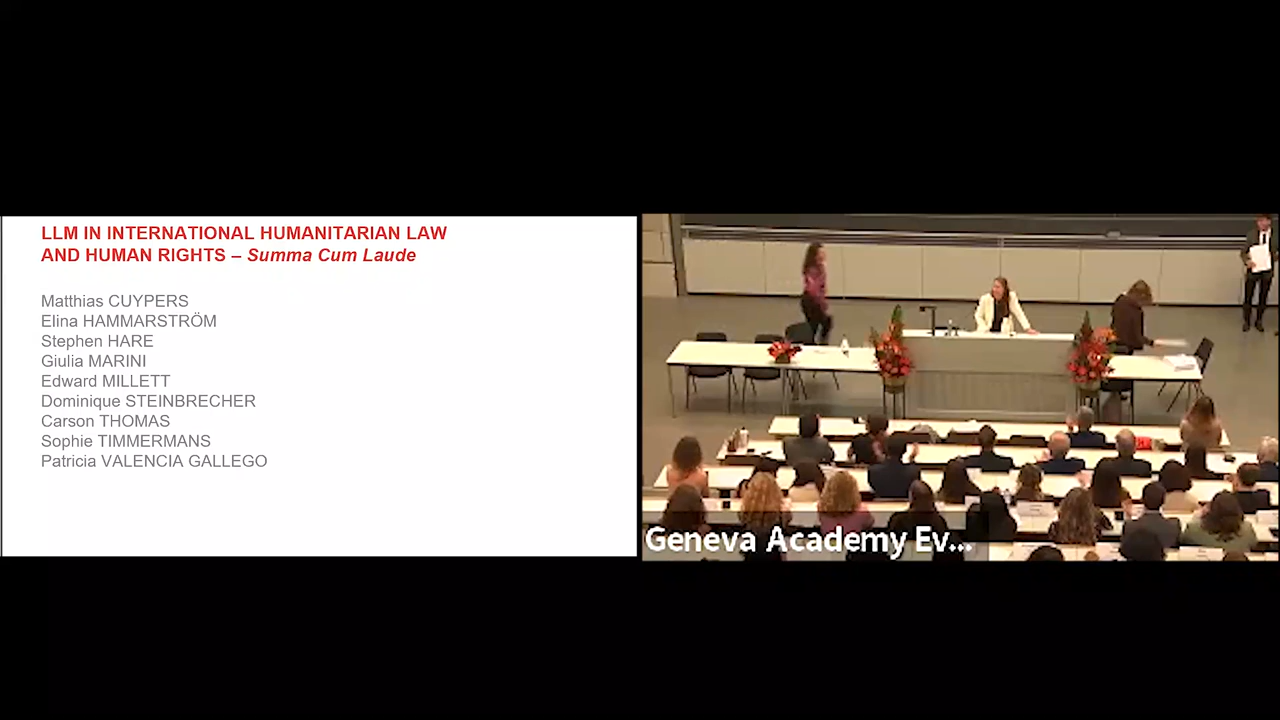 LLM IN INTERNATIONAL HUMANITARIAN LAW
AND HUMAN RIGHTS – Summa Cum Laude
Matthias CUYPERS
Elina HAMMARSTRÖM
Stephen HARE
Giulia MARINI
Edward MILLETT
Dominique STEINBRECHER
Carson THOMAS
Sophie TIMMERMANS
Patricia VALENCIA GALLEGO
Geneva Academy Ev...